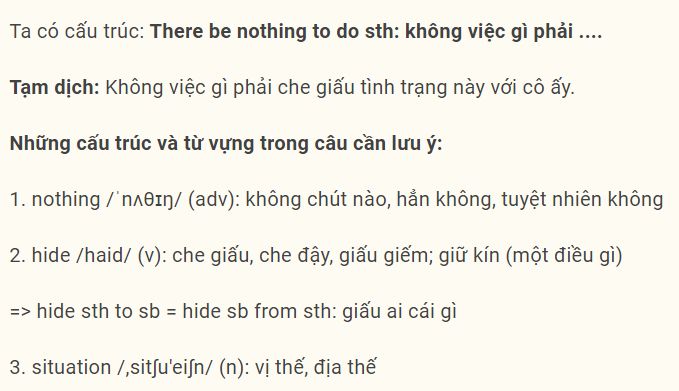 Ta có cấu trúc: There be nothing to do sth: không việc gì phải ....
Tạm dịch: Không việc gì phải che giấu tình trạng này với cô ấy.
Những cấu trúc và từ vựng trong câu cần lưu ý:
1. nothing /ˈnʌθɪŋ/ (adv): không chút nào, hẳn không, tuyệt nhiên không
2. hide /haid/ (v): che giấu, che đậy, giấu giếm; giữ kín (một điều gì)
=> hide sth to sb = hide sb from sth: giấu ai cái gì
3. situation /,sit∫u'ei∫n/ (n): vị thế, địa thế